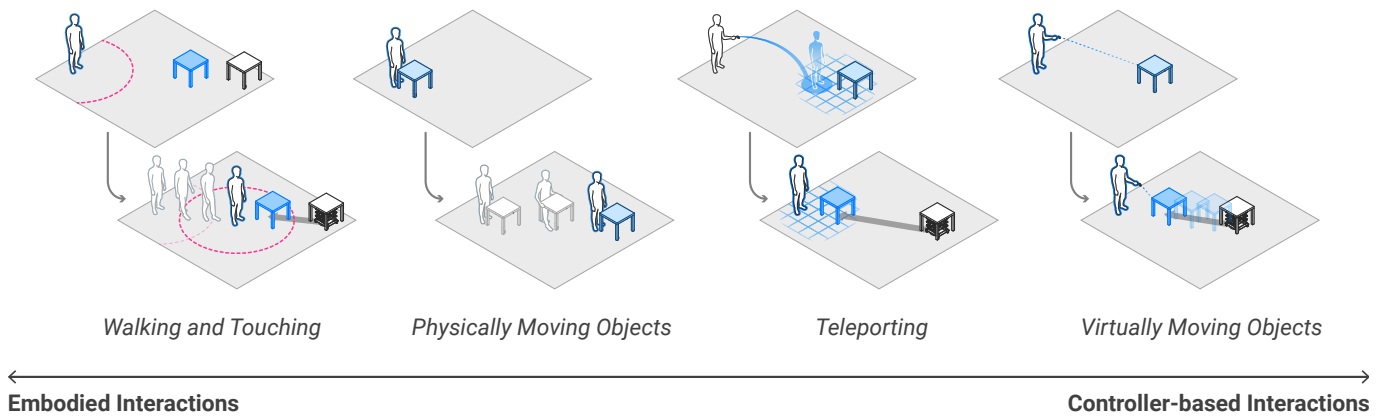 Walking and Touching
Physically Moving Objects
Teleporting
Virtually Moving Objects
Embodied Interactions
Controller-based Interactions